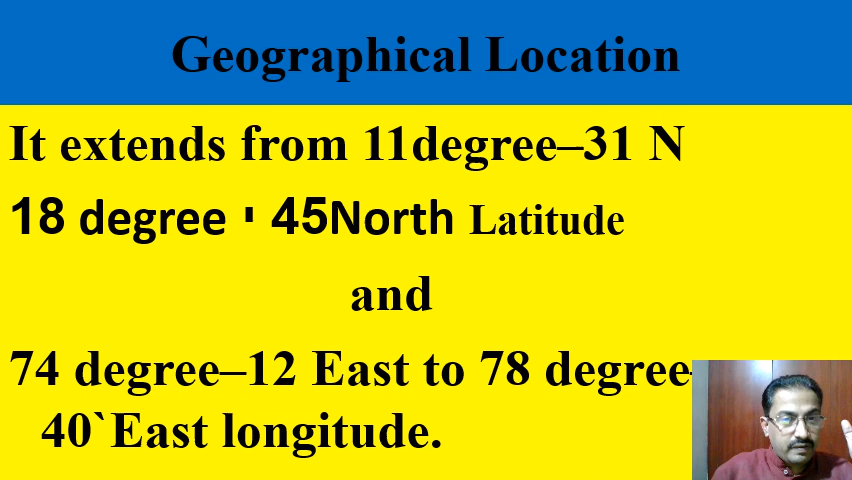 Geographical Location
It extends from 11degree–31 N
18 degree ' 45North Latitude
and
74 degree–12 East to 78 degree–
40`East longitude.